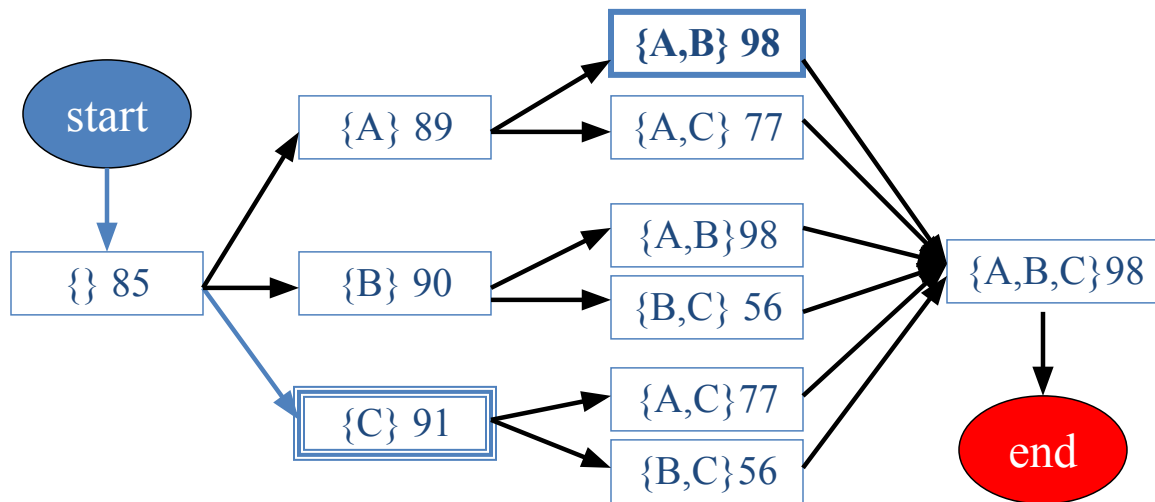 start
{} 85
{A} 89
{B} 90
{C} 91
{A,B} 98
{A,C} 77
{A,B}98
{B,C} 56
{A,C}77
{B,C}56
{A,B,C}98
end